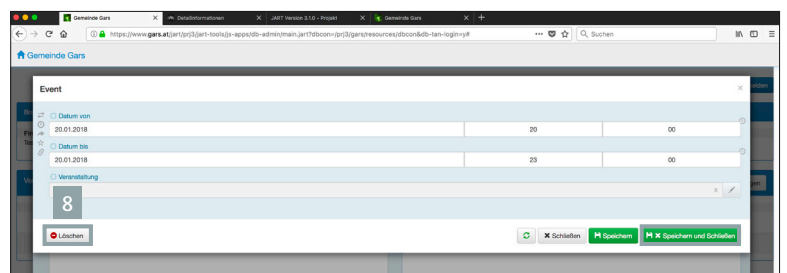 Gemeinde Gars × Detailinformationen × JART Version 3.1.0 - Projekt × Gemeinde Gars × +
https://www.gars.at/jart/prj3/jart-tools/js-apps/db-admin/main.jart?dbcon=/prj3/gars/resources/dbcon&db-tan-login=y# Suchen
Gemeinde Gars
Event ×
Datum von
20.01.2018 20 00
Datum bis
20.01.2018 23 00
Veranstaltung
x
8
Löschen Schließen Speichern Speichern und Schließen